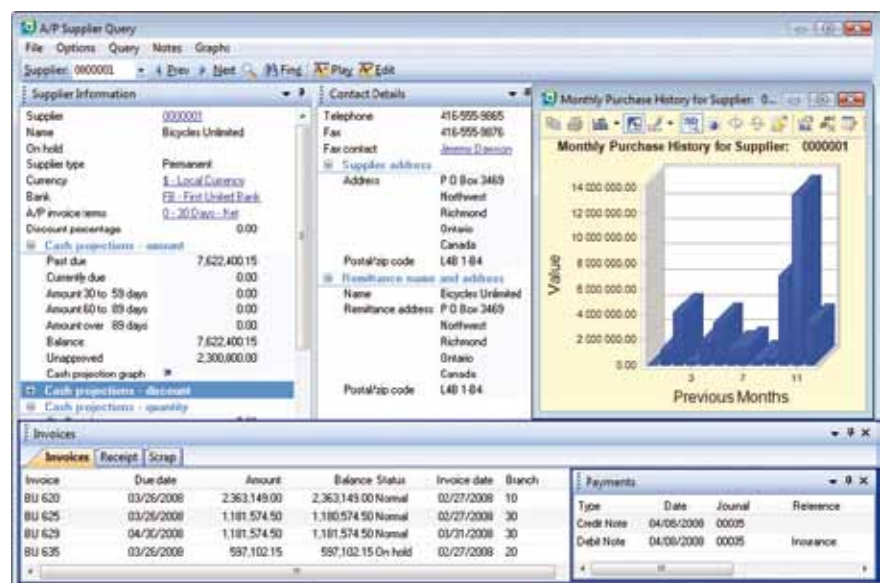 A/P Supplier Query
File Options Query Notes Graphs
Supplier: 0000001 Prev Next Find Play Edit
Supplier Information
Supplier 0000001
Name Bicycles Unlimited
On hold
Supplier type Permanent
Currency $ - Local Currency
Bank FB - First United Bank
A/P invoice terms 0 - 30 Days - Net
Discount percentage 0.00
Cash projections - amount
Past due 7,622,400.15
Currently due 0.00
Amount 30 to 59 days 0.00
Amount 60 to 89 days 0.00
Amount over 89 days 0.00
Balance 7,622,400.15
Unapproved 2,300,000.00
Cash projection graph
Cash projections - discount
Cash projections - quantity
Contact Details
Telephone 416-555-9865
Fax 416-555-9876
Fax contact Jeremy Dawson
Supplier address
Address P O Box 3469
Northwest
Richmond
Ontario
Canada
Postal/zip code L4B 1-B4
Remittance name and address
Name Bicycles Unlimited
Remittance address P O Box 3469
Northwest
Richmond
Ontario
Canada
Postal/zip code L4B 1-B4
Monthly Purchase History for Supplier: 0...
Monthly Purchase History for Supplier: 0000001
Value
14 000 000.00
12 000 000.00
10 000 000.00
8 000 000.00
6 000 000.00
4 000 000.00
2 000 000.00
0.00
3 7 11
Previous Months
Invoices
Invoices Receipt Scrap
Invoice Due date Amount Balance Status Invoice date Branch
BU 620 03/26/2008 2,363,149.00 2,363,149.00 Normal 02/27/2008 10
BU 625 03/26/2008 1,181,574.50 1,180,574.50 Normal 02/27/2008 30
BU 629 04/30/2008 1,181,574.50 1,181,574.50 Normal 03/31/2008 30
BU 635 03/26/2008 597,102.15 597,102.15 On hold 02/27/2008 20
Payments
Type Date Journal Reference
Credit Note 04/08/2008 00035
Debit Note 04/08/2008 00035 Insurance